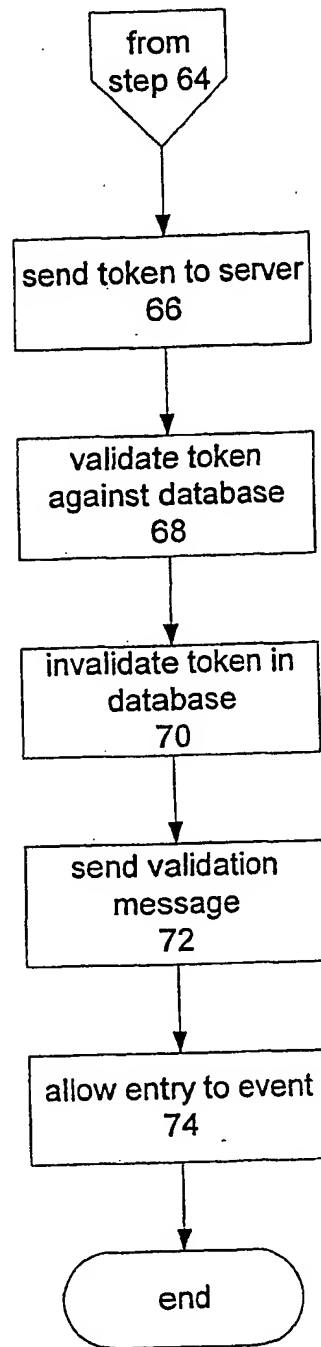 from
step 64
send token to server
66
validate token
against database
68
invalidate token in
database
70
send validation
message
72
allow entry to event
74
end